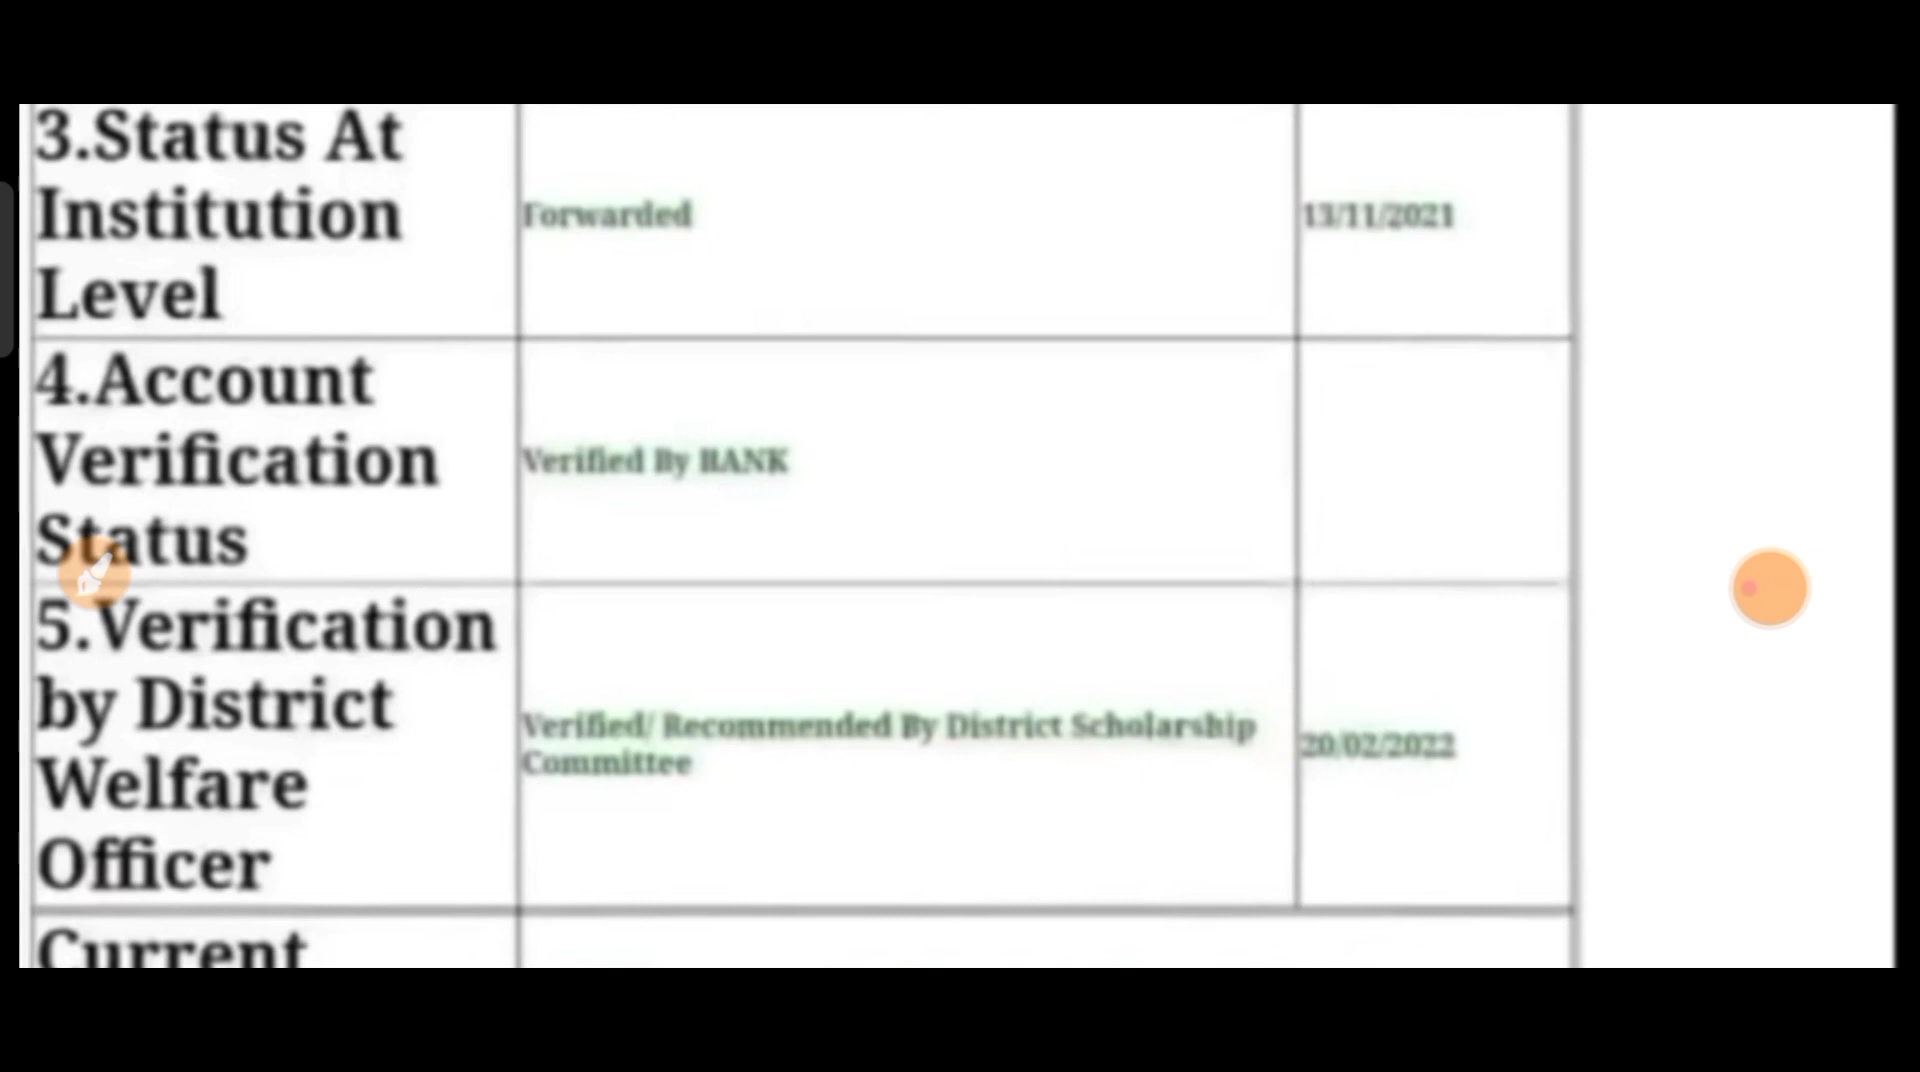 3.Status At
Institution
Level
Forwarded
13/11/2021
4.Account
Verification
Status
Verified By BANK
5.Verification
by District
Welfare
Officer
Verified/ Recommended By District Scholarship
Committee
20/02/2022
Current